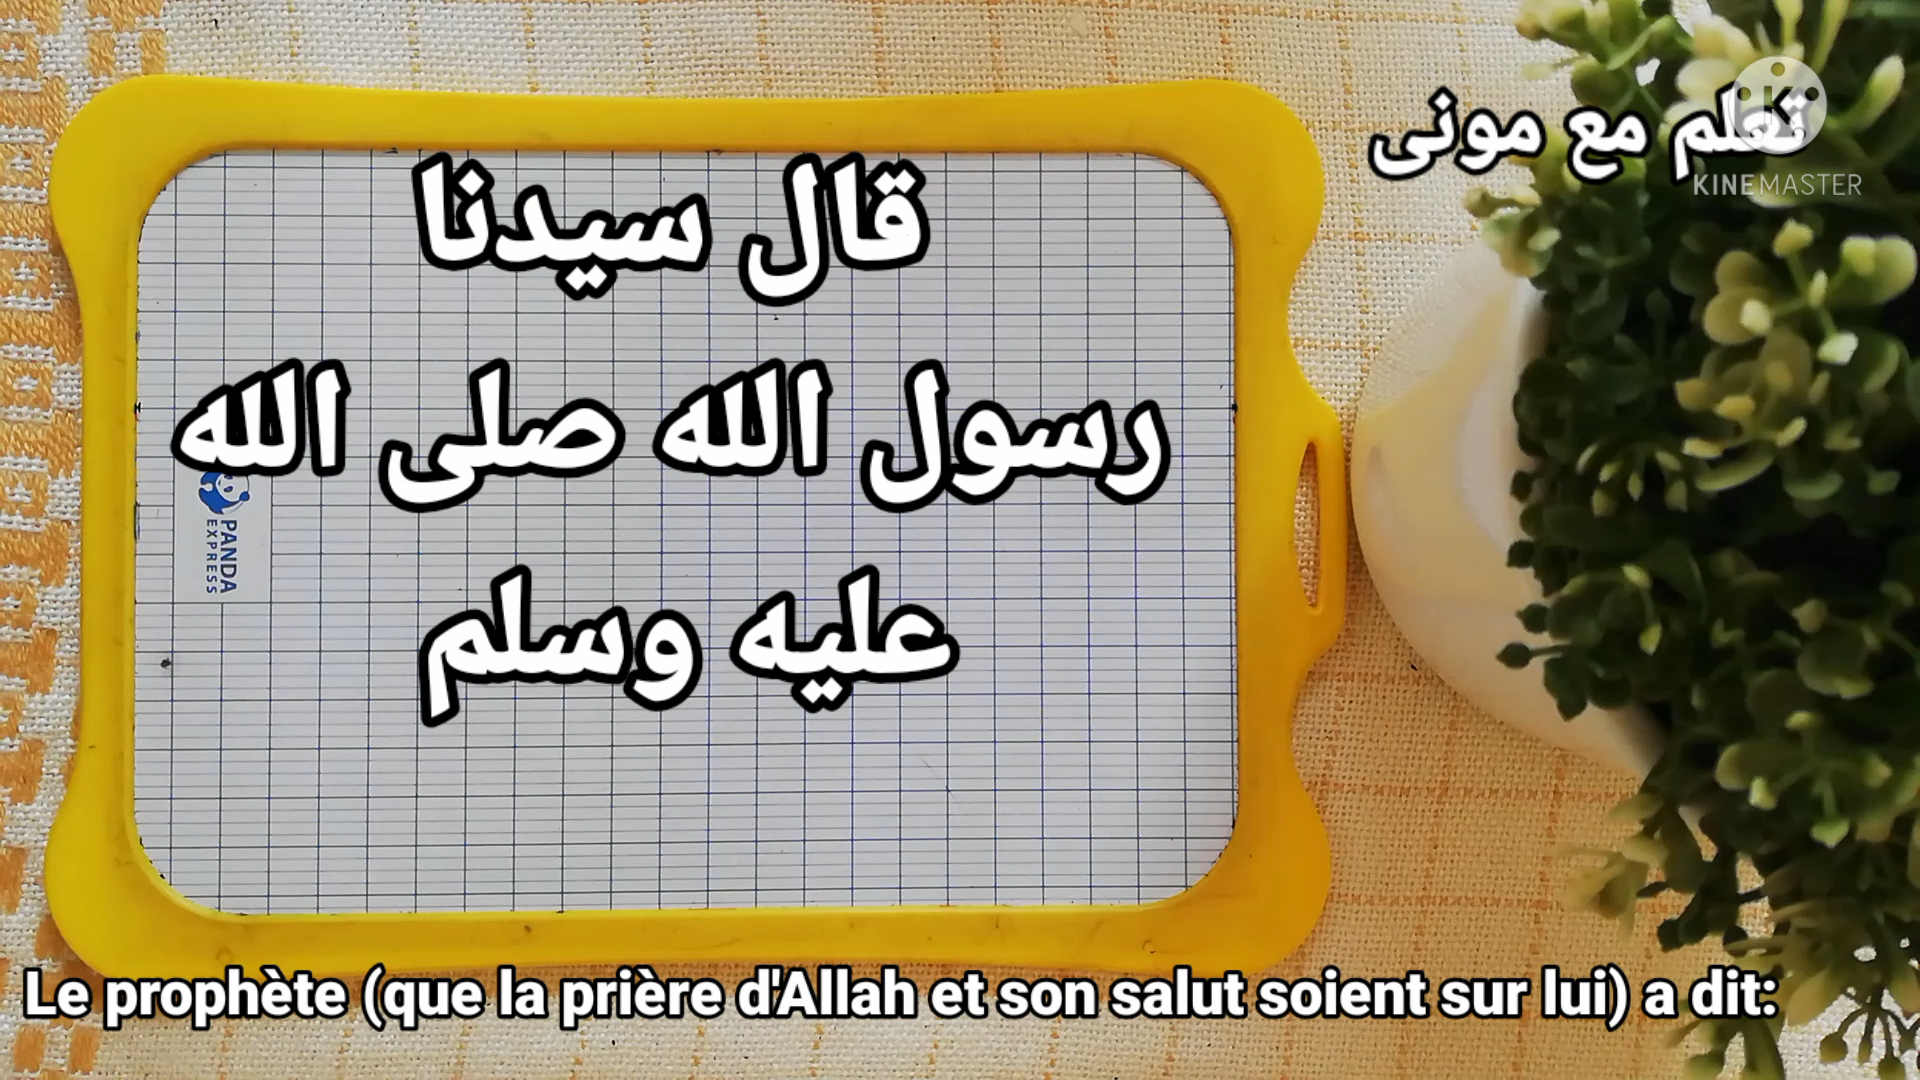 تعلم مع مونى
KINEMASTER
قال سيدنا
رسول الله صلى الله
عليه وسلم
PANDA
EXPRESS
Le prophète (que la prière d'Allah et son salut soient sur lui) a dit: